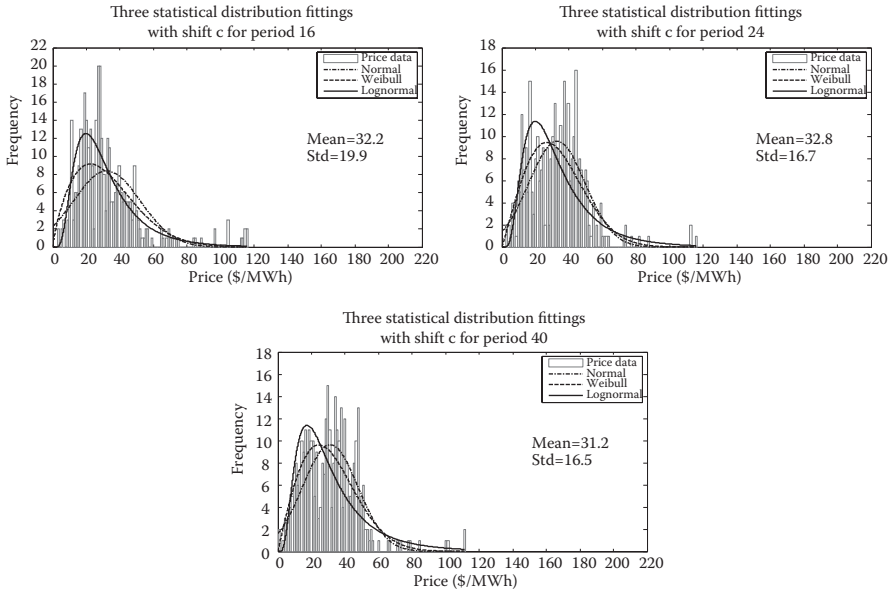 Three statistical distribution fittings
with shift c for period 16
22
20
18
16
14
12
10
8
6
4
2
0
Frequency
Price data
Normal
Weibull
Lognormal
Mean=32.2
Std=19.9
0 20 40 60 80 100 120 140 160 180 200 220
Price ($/MWh)
Three statistical distribution fittings
with shift c for period 24
18
16
14
12
10
8
6
4
2
0
Frequency
Price data
Normal
Weibull
Lognormal
Mean=32.8
Std=16.7
0 20 40 60 80 100 120 140 160 180 200 220
Price ($/MWh)
Three statistical distribution fittings
with shift c for period 40
18
16
14
12
10
8
6
4
2
0
Frequency
Price data
Normal
Weibull
Lognormal
Mean=31.2
Std=16.5
0 20 40 60 80 100 120 140 160 180 200 220
Price ($/MWh)